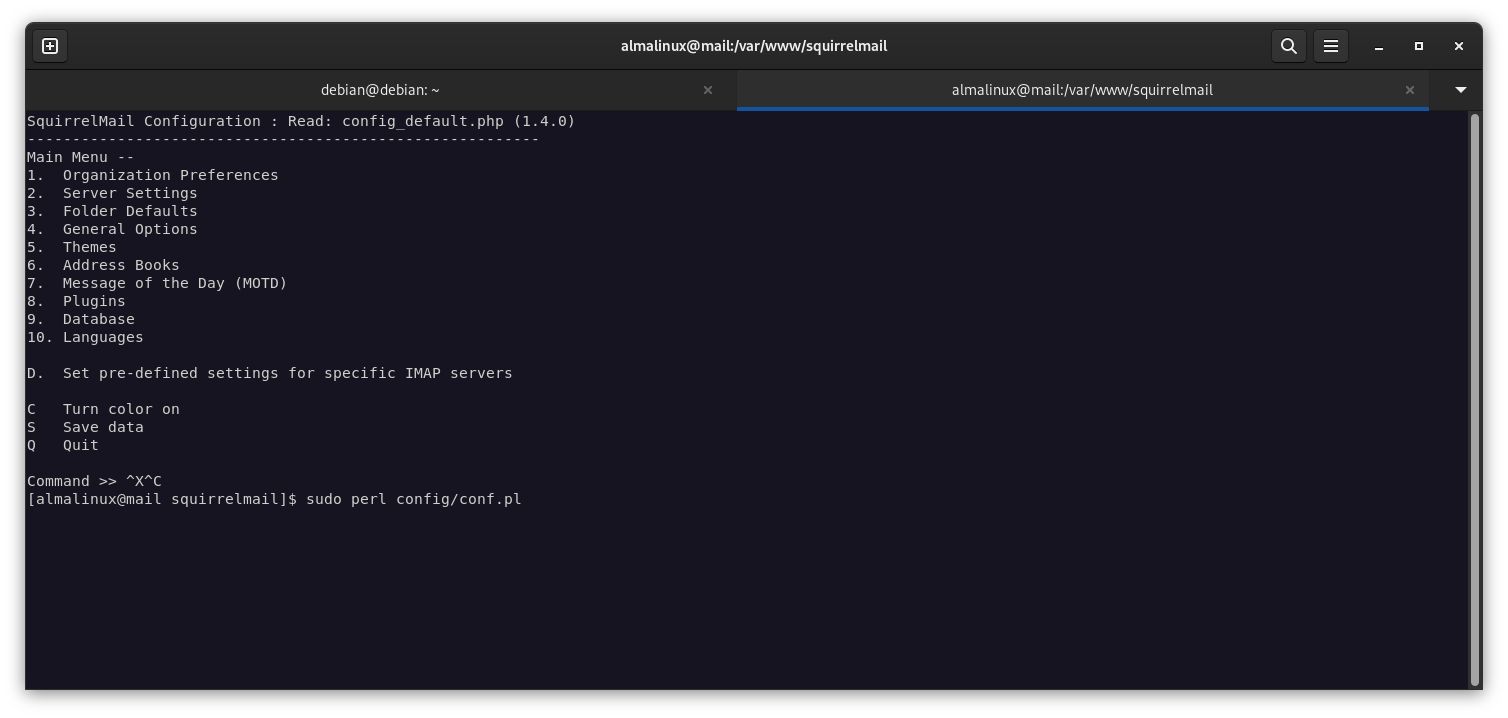 almalinux@mail:/var/www/squirrelmail
debian@debian: ~
almalinux@mail:/var/www/squirrelmail
SquirrelMail Configuration : Read: config_default.php (1.4.0)
---------------------------------------------------------
Main Menu --
1.  Organization Preferences
2.  Server Settings
3.  Folder Defaults
4.  General Options
5.  Themes
6.  Address Books
7.  Message of the Day (MOTD)
8.  Plugins
9.  Database
10. Languages
D.  Set pre-defined settings for specific IMAP servers
C   Turn color on
S   Save data
Q   Quit
Command >> ^X^C
[almalinux@mail squirrelmail]$ sudo perl config/conf.pl